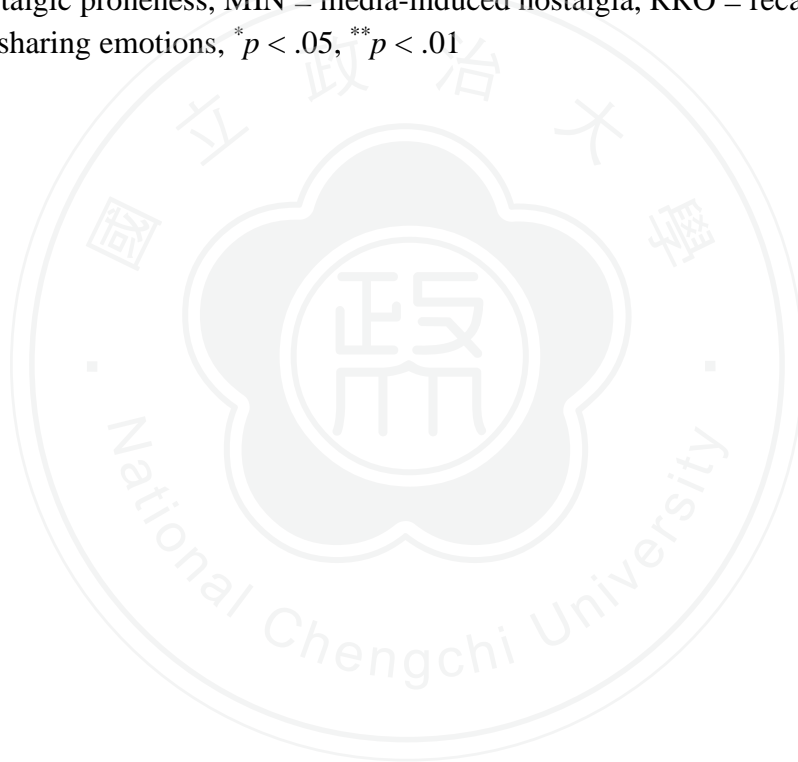 talgic proneness, MIN = media-induced nostalgia, RRO = reca
sharing emotions, *p < .05, **p < .01
國立政治大學
政
National Chengchi University